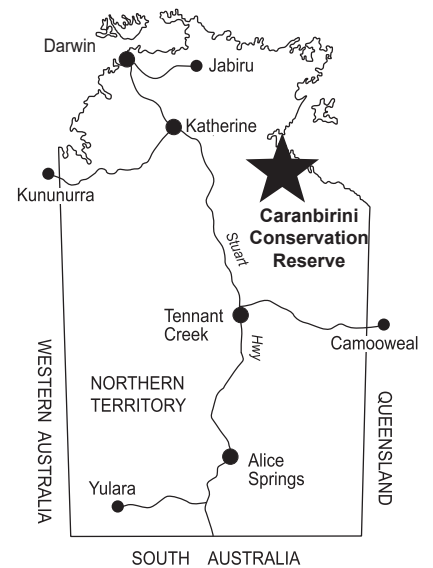 Darwin
Jabiru
Katherine
Kununurra
Caranbirini
Conservation
Reserve
Stuart
Tennant
Creek
Hwy
Camooweal
WESTERN AUSTRALIA
NORTHERN
TERRITORY
QUEENSLAND
Alice
Springs
Yulara
SOUTH AUSTRALIA